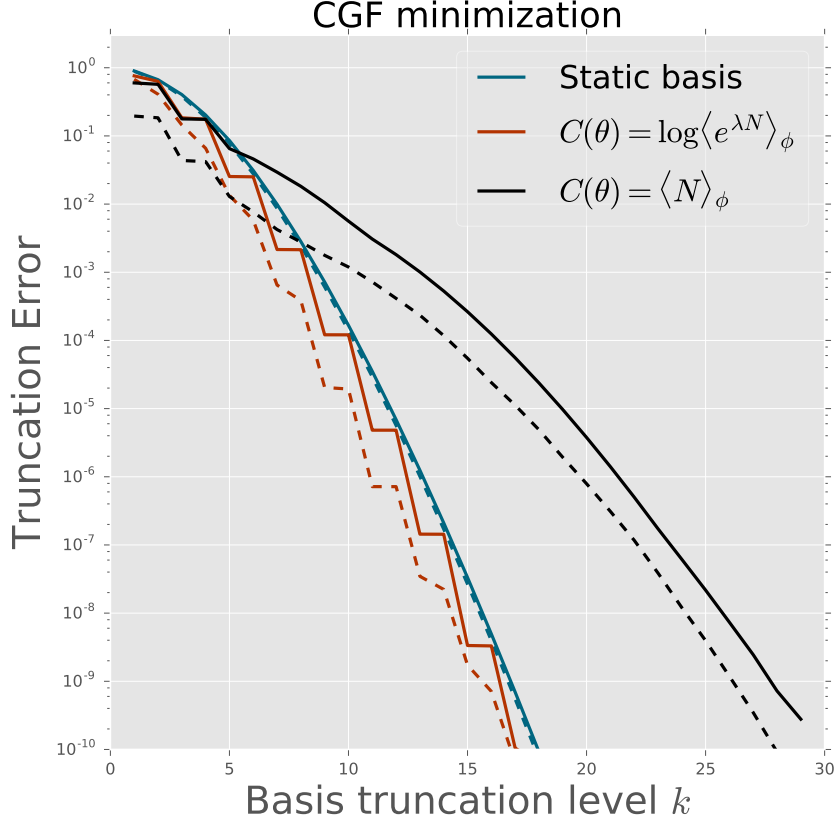 CGF minimization
Static basis
C(θ) = log⟨e^{λN}⟩_ϕ
C(θ) = ⟨N⟩_ϕ
Truncation Error
10^0
10^{-1}
10^{-2}
10^{-3}
10^{-4}
10^{-5}
10^{-6}
10^{-7}
10^{-8}
10^{-9}
10^{-10}
0 5 10 15 20 25 30
Basis truncation level k